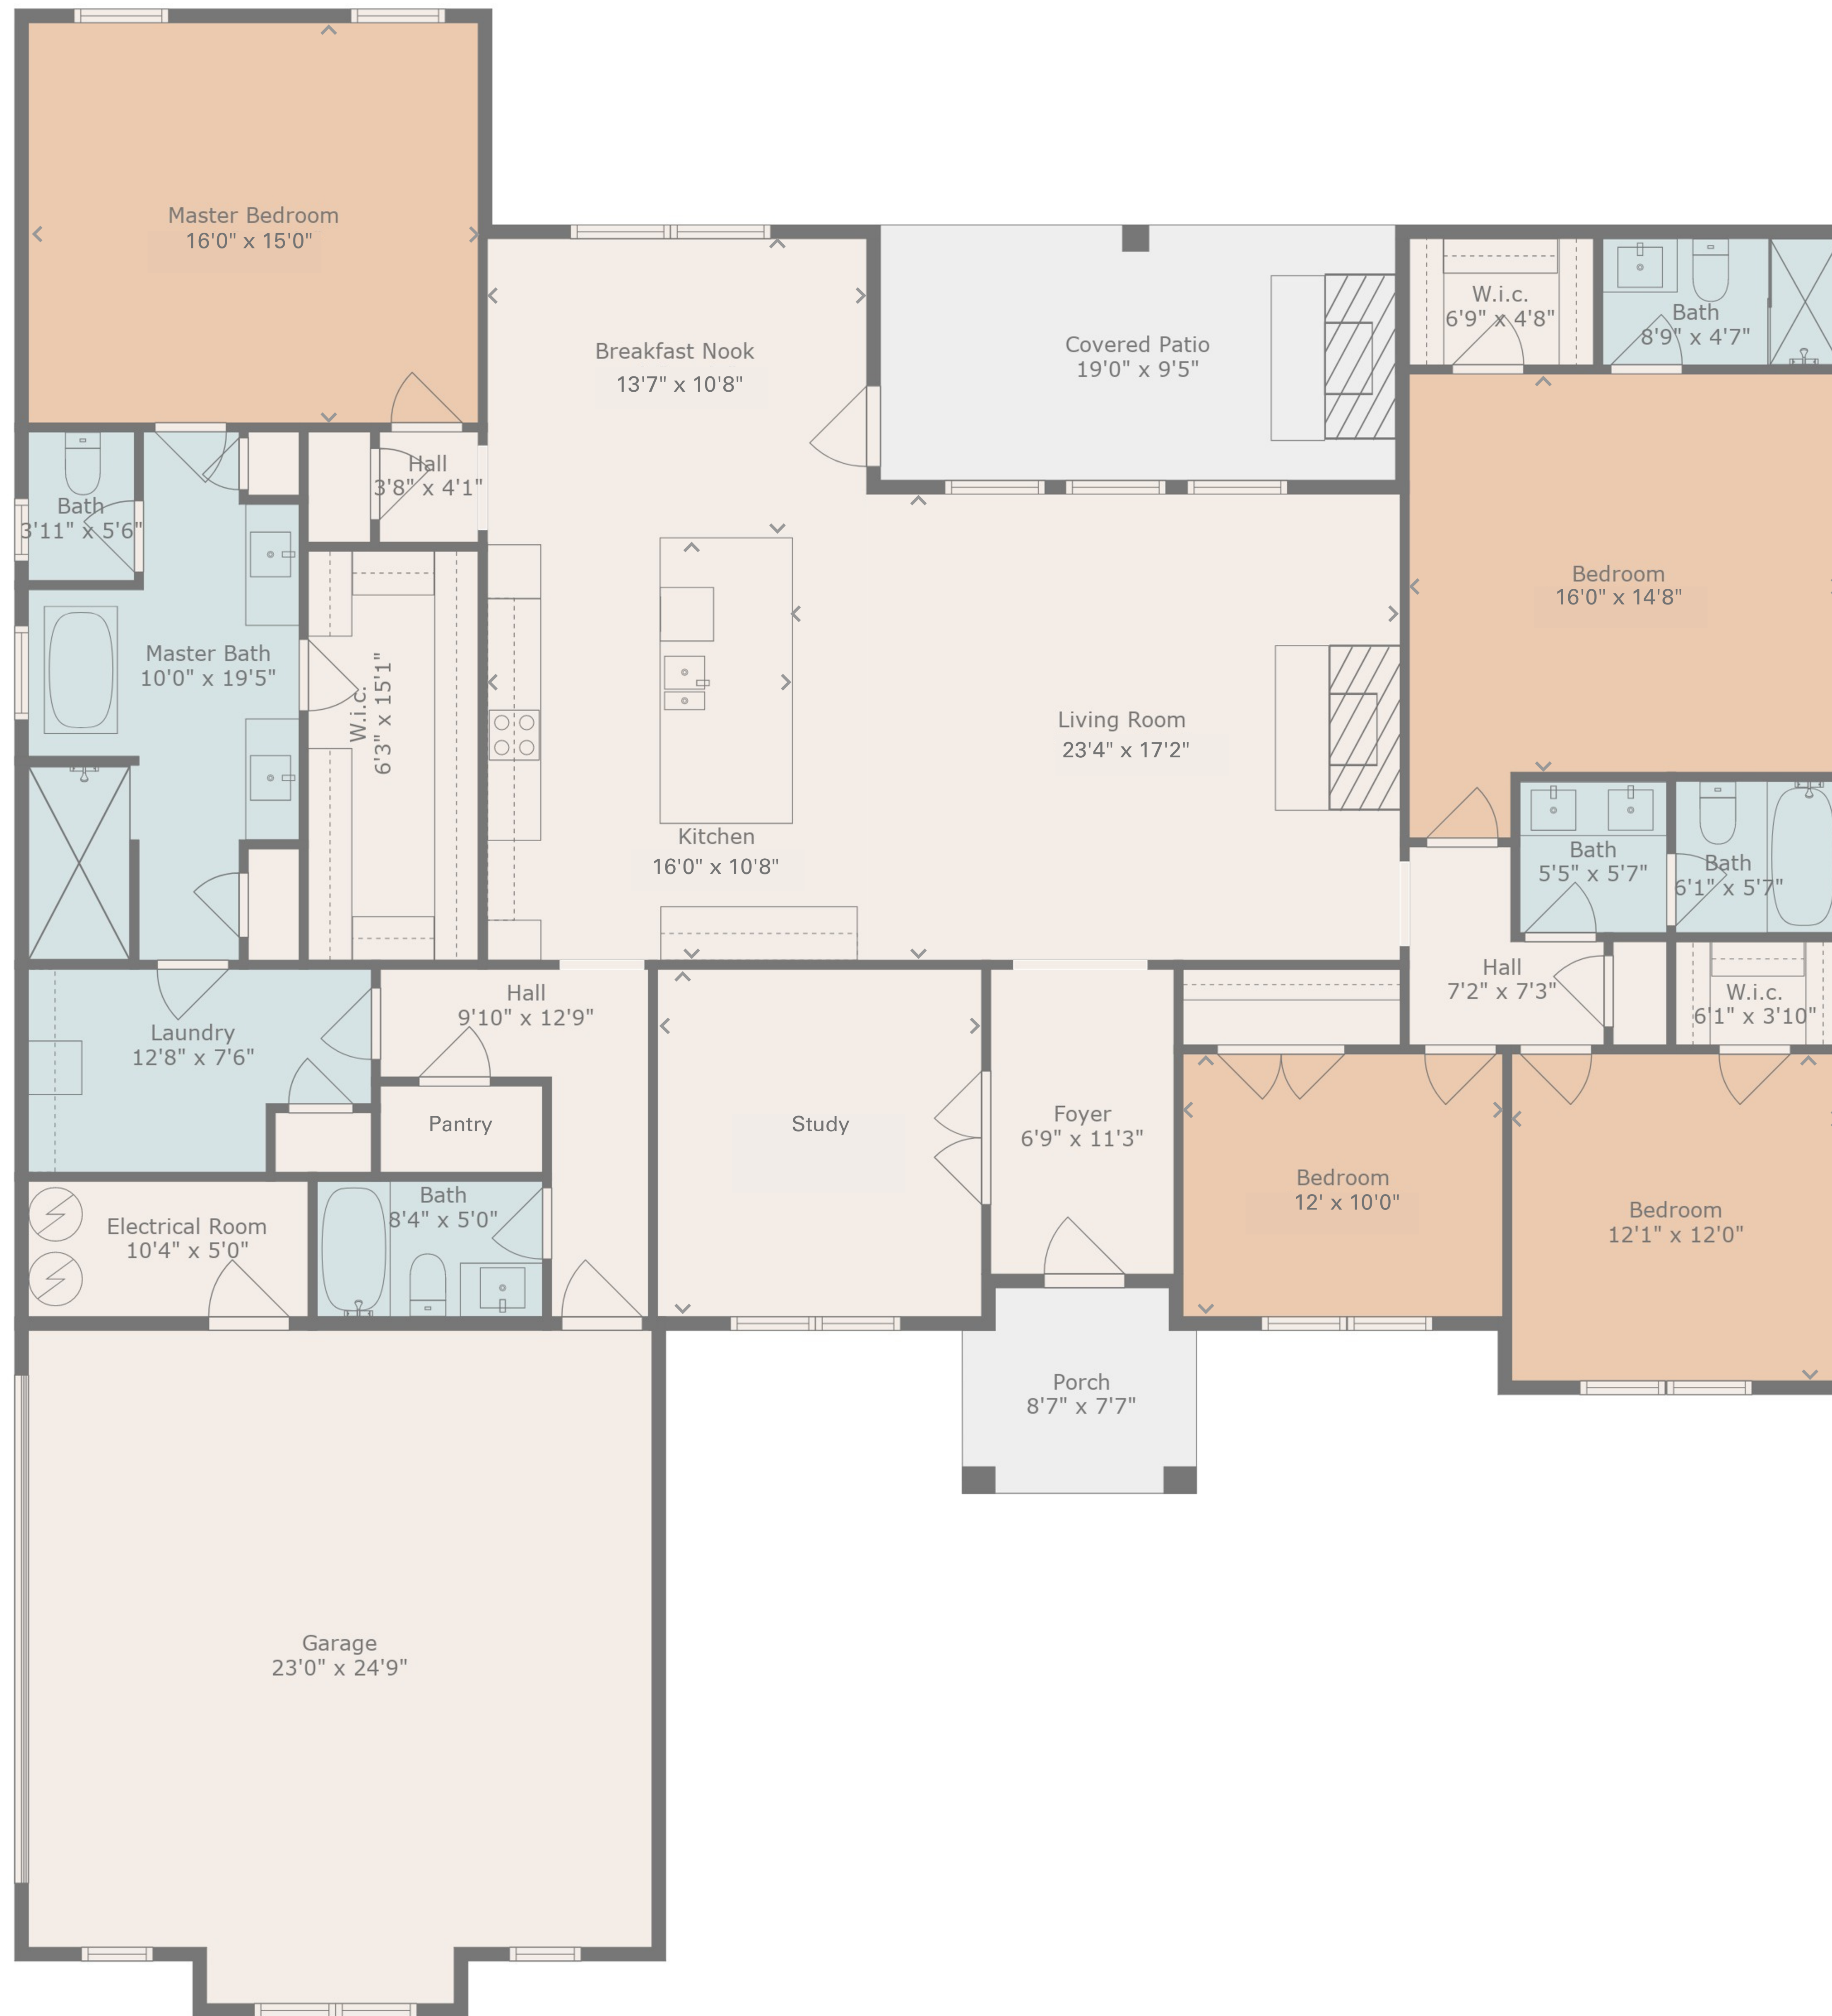 Master Bedroom
16'0" x 15'0"
Breakfast Nook
13'7" x 10'8"
Covered Patio
19'0" x 9'5"
W.i.c.
6'9" x 4'8"
Bath
8'9" x 4'7"
Hall
3'8" x 4'1"
Bath
3'11" x 5'6"
Bedroom
16'0" x 14'8"
Master Bath
10'0" x 19'5"
W.i.c.
6'3" x 15'1"
Living Room
23'4" x 17'2"
Kitchen
16'0" x 10'8"
Bath
5'5" x 5'7"
Bath
6'1" x 5'7"
Hall
9'10" x 12'9"
Hall
7'2" x 7'3"
W.i.c.
6'1" x 3'10"
Laundry
12'8" x 7'6"
Pantry
Study
Foyer
6'9" x 11'3"
Bedroom
12' x 10'0"
Bedroom
12'1" x 12'0"
Bath
8'4" x 5'0"
Electrical Room
10'4" x 5'0"
Porch
8'7" x 7'7"
Garage
23'0" x 24'9"